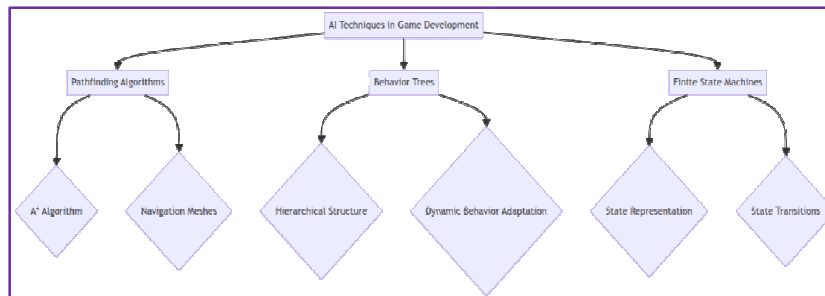 AI Techniques in Game Development
Pathfinding Algorithms
Behavior Trees
Finite State Machines
A* Algorithm
Navigation Meshes
Hierarchical Structure
Dynamic Behavior Adaptation
State Representation
State Transitions